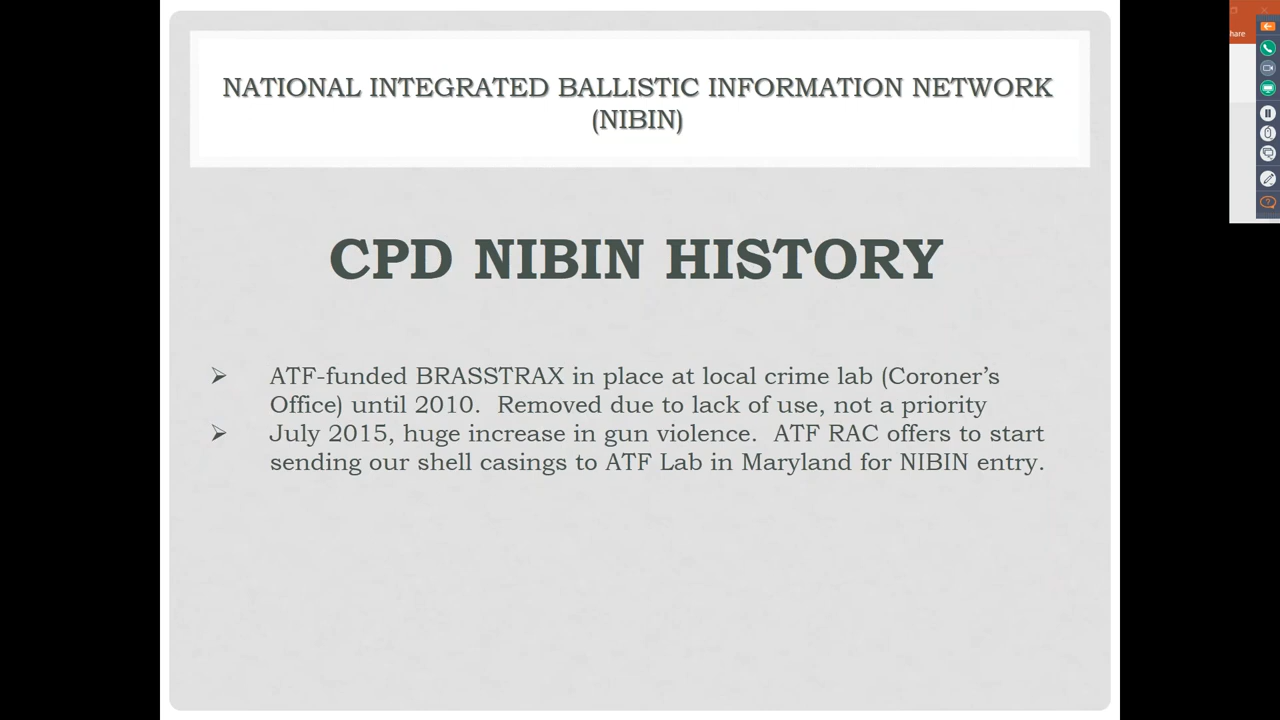 NATIONAL INTEGRATED BALLISTIC INFORMATION NETWORK
(NIBIN)
hare
CPD NIBIN HISTORY
ATF-funded BRASSTRAX in place at local crime lab (Coroner's
Office) until 2010.  Removed due to lack of use, not a priority
July 2015, huge increase in gun violence.  ATF RAC offers to start
sending our shell casings to ATF Lab in Maryland for NIBIN entry.